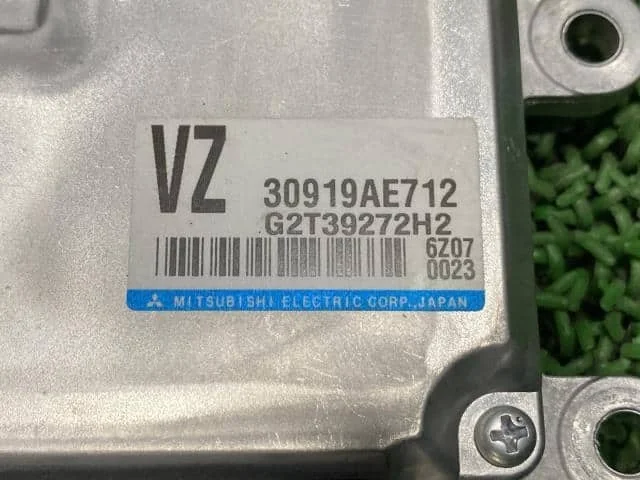 VZ
30919AE712
G2T39272H2
6Z07
0023
MITSUBISHI ELECTRIC CORP., JAPAN